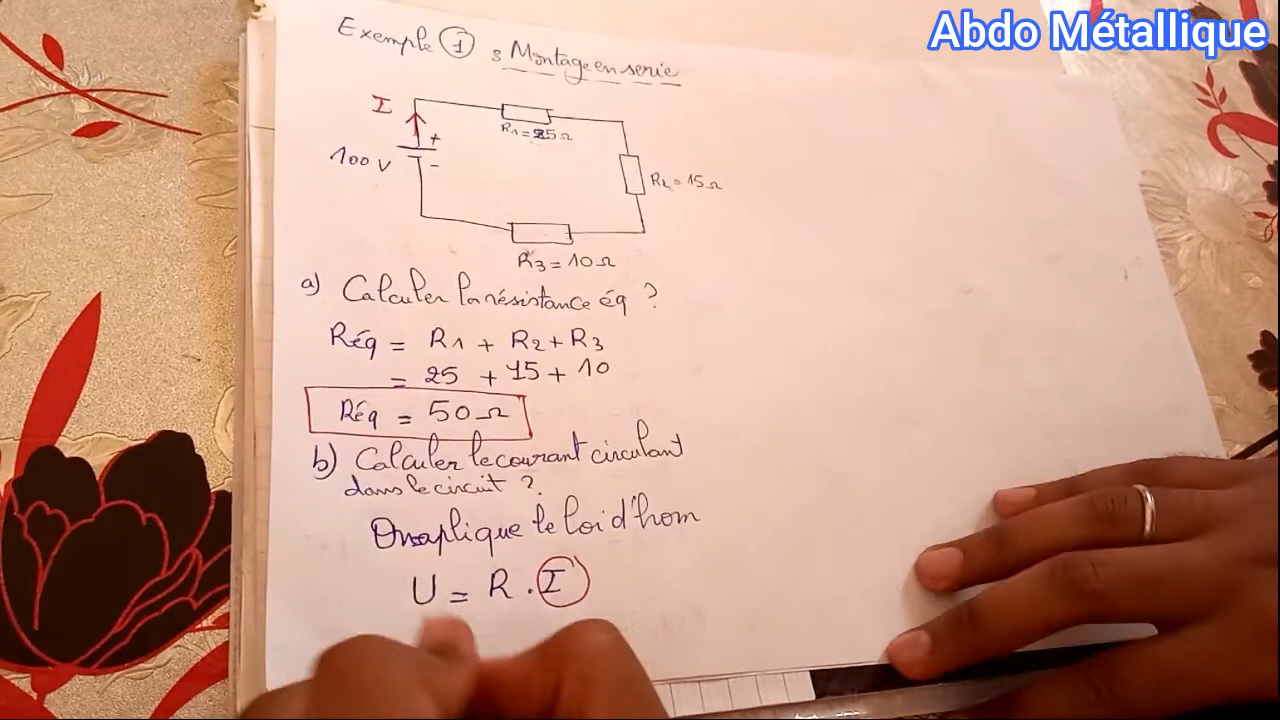 Abdo Métallique
Exemple 1 : Montage en serie
I
R1 = 25 Ω
+
100 V
-
R2 = 15 Ω
R3 = 10 Ω
a) Calculer la résistance éq ?
Réq = R1 + R2 + R3
= 25 + 15 + 10
Réq = 50 Ω
b) Calculer le courant circulant
dans le circuit ?
On aplique le loi d'hom
U = R . I